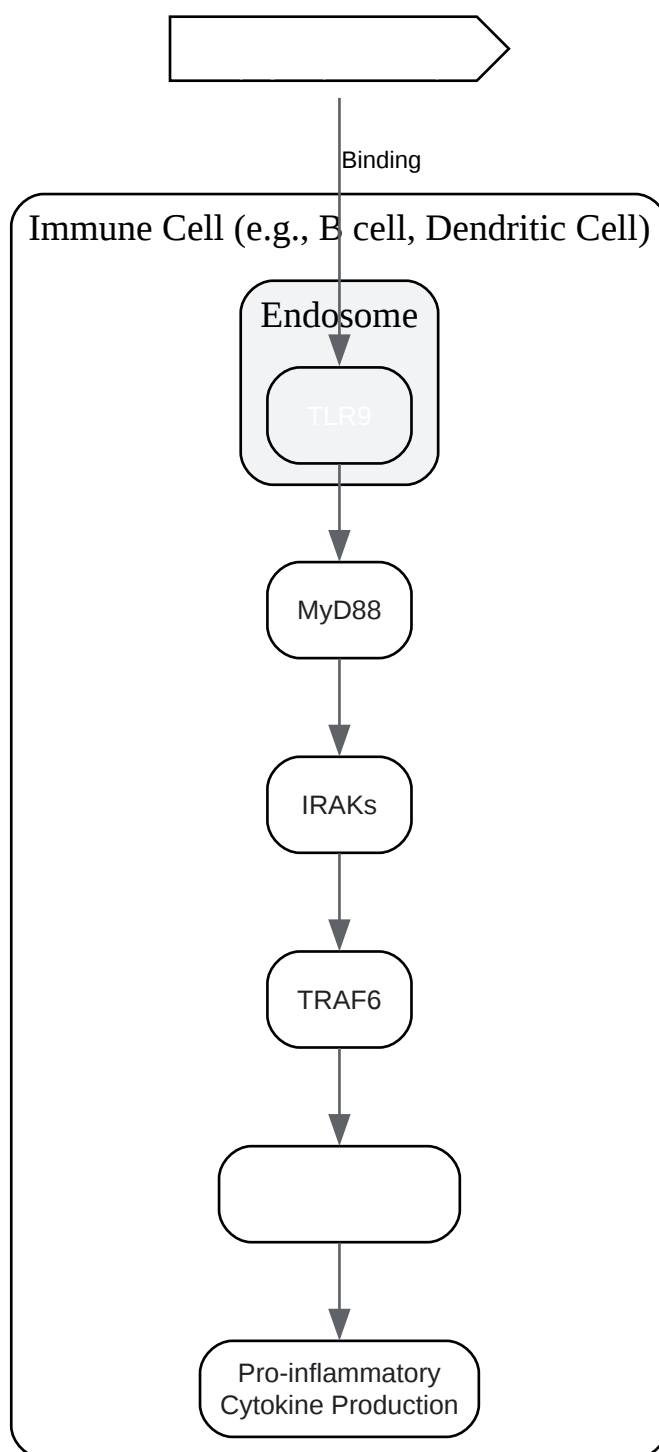 Binding
Immune Cell (e.g., B cell, Dendritic Cell)
Endosome
TLR9
MyD88
IRAKs
TRAF6
Pro-inflammatory
Cytokine Production